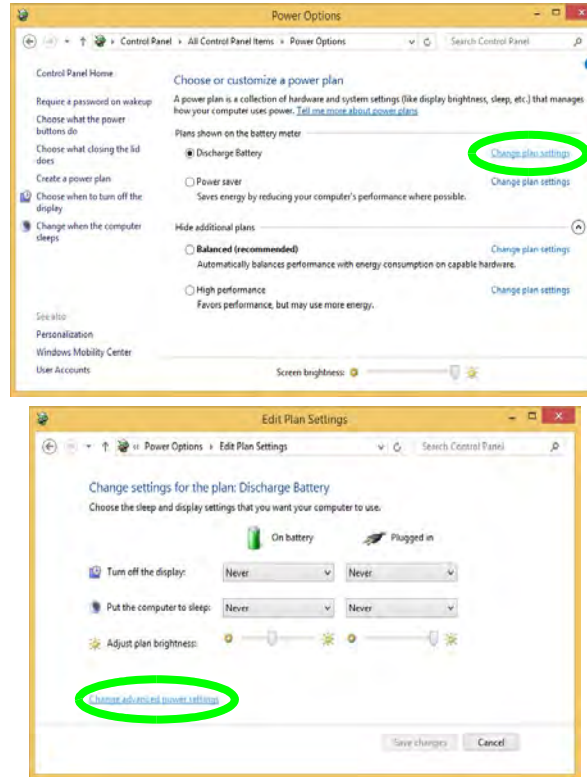 Power Options
Control Panel › All Control Panel Items › Power Options
Search Control Panel
Control Panel Home
Require a password on wakeup
Choose what the power
buttons do
Choose what closing the lid
does
Create a power plan
Choose when to turn off the
display
Change when the computer
sleeps
See also
Personalization
Windows Mobility Center
User Accounts
Choose or customize a power plan
A power plan is a collection of hardware and system settings (like display brightness, sleep, etc.) that manages
how your computer uses power. Tell me more about power plans
Plans shown on the battery meter
Discharge Battery Change plan settings
Power saver Change plan settings
Saves energy by reducing your computer's performance where possible.
Hide additional plans
Balanced (recommended) Change plan settings
Automatically balances performance with energy consumption on capable hardware.
High performance Change plan settings
Favors performance, but may use more energy.
Screen brightness:
Edit Plan Settings
« Power Options › Edit Plan Settings
Search Control Panel
Change settings for the plan: Discharge Battery
Choose the sleep and display settings that you want your computer to use.
On battery Plugged in
Turn off the display: Never Never
Put the computer to sleep: Never Never
Adjust plan brightness:
Change advanced power settings
Save changes Cancel